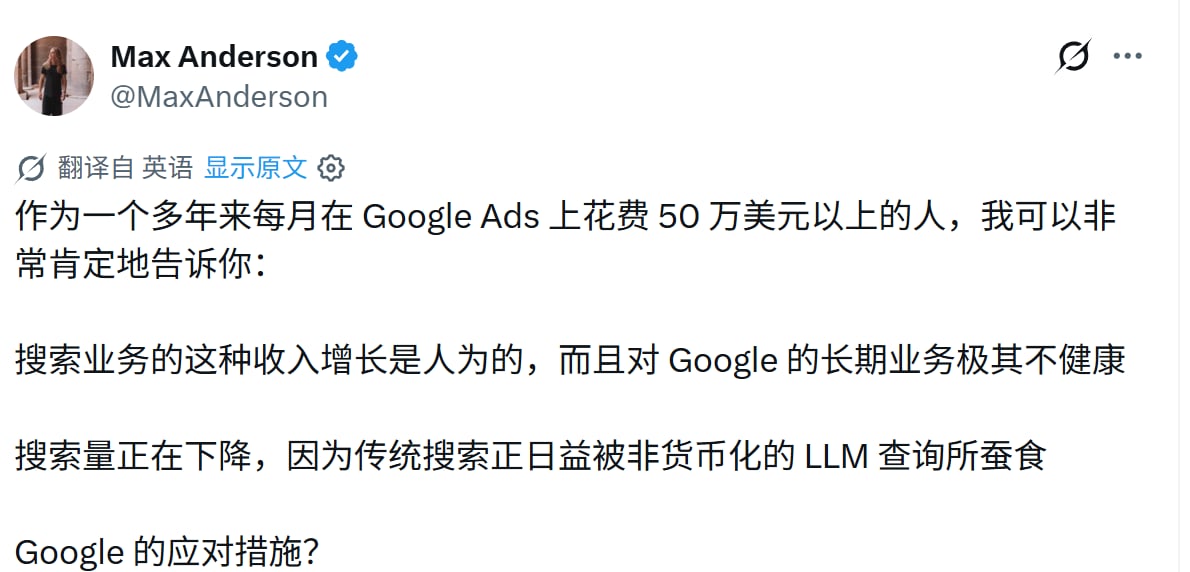 Max Anderson
@MaxAnderson
翻译自 英语 显示原文
作为一个多年来每月在 Google Ads 上花费 50 万美元以上的人，我可以非
常肯定地告诉你：
搜索业务的这种收入增长是人为的，而且对 Google 的长期业务极其不健康
搜索量正在下降，因为传统搜索正日益被非货币化的 LLM 查询所蚕食
Google 的应对措施？